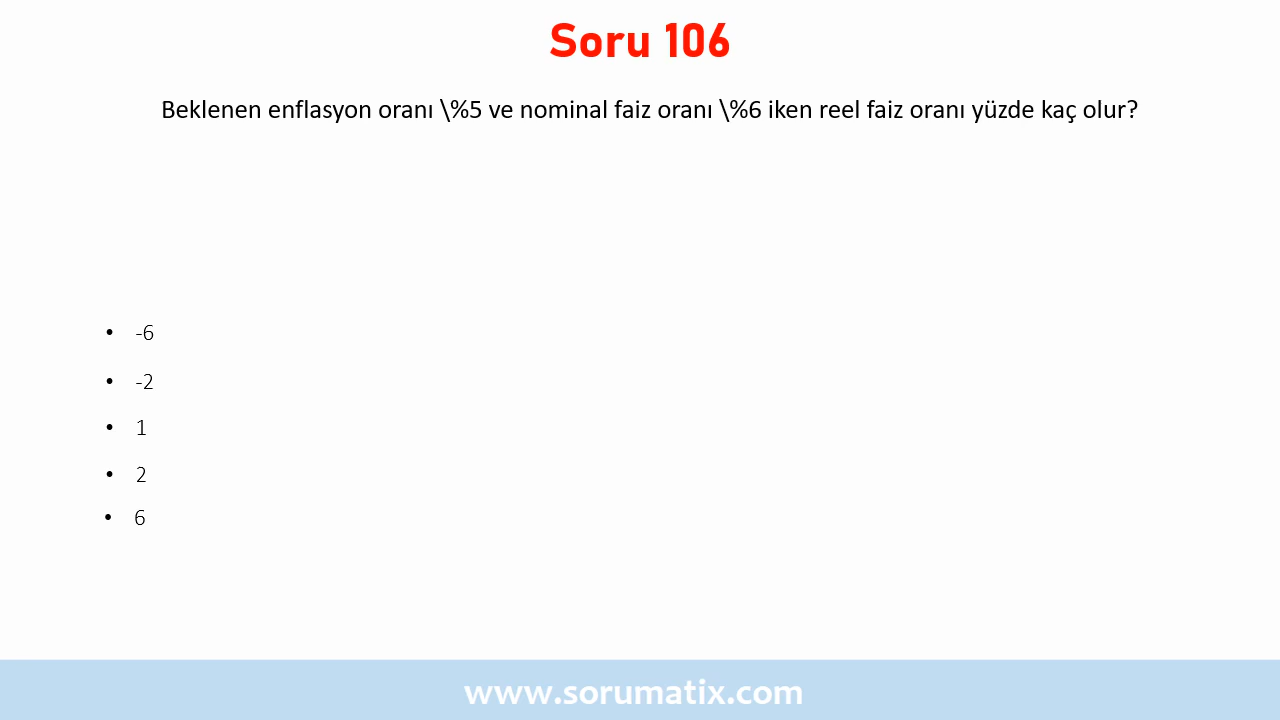 Soru 106
Beklenen enflasyon oranı \%5 ve nominal faiz oranı \%6 iken reel faiz oranı yüzde kaç olur?
• -6
• -2
• 1
• 2
• 6
www.sorumatix.com